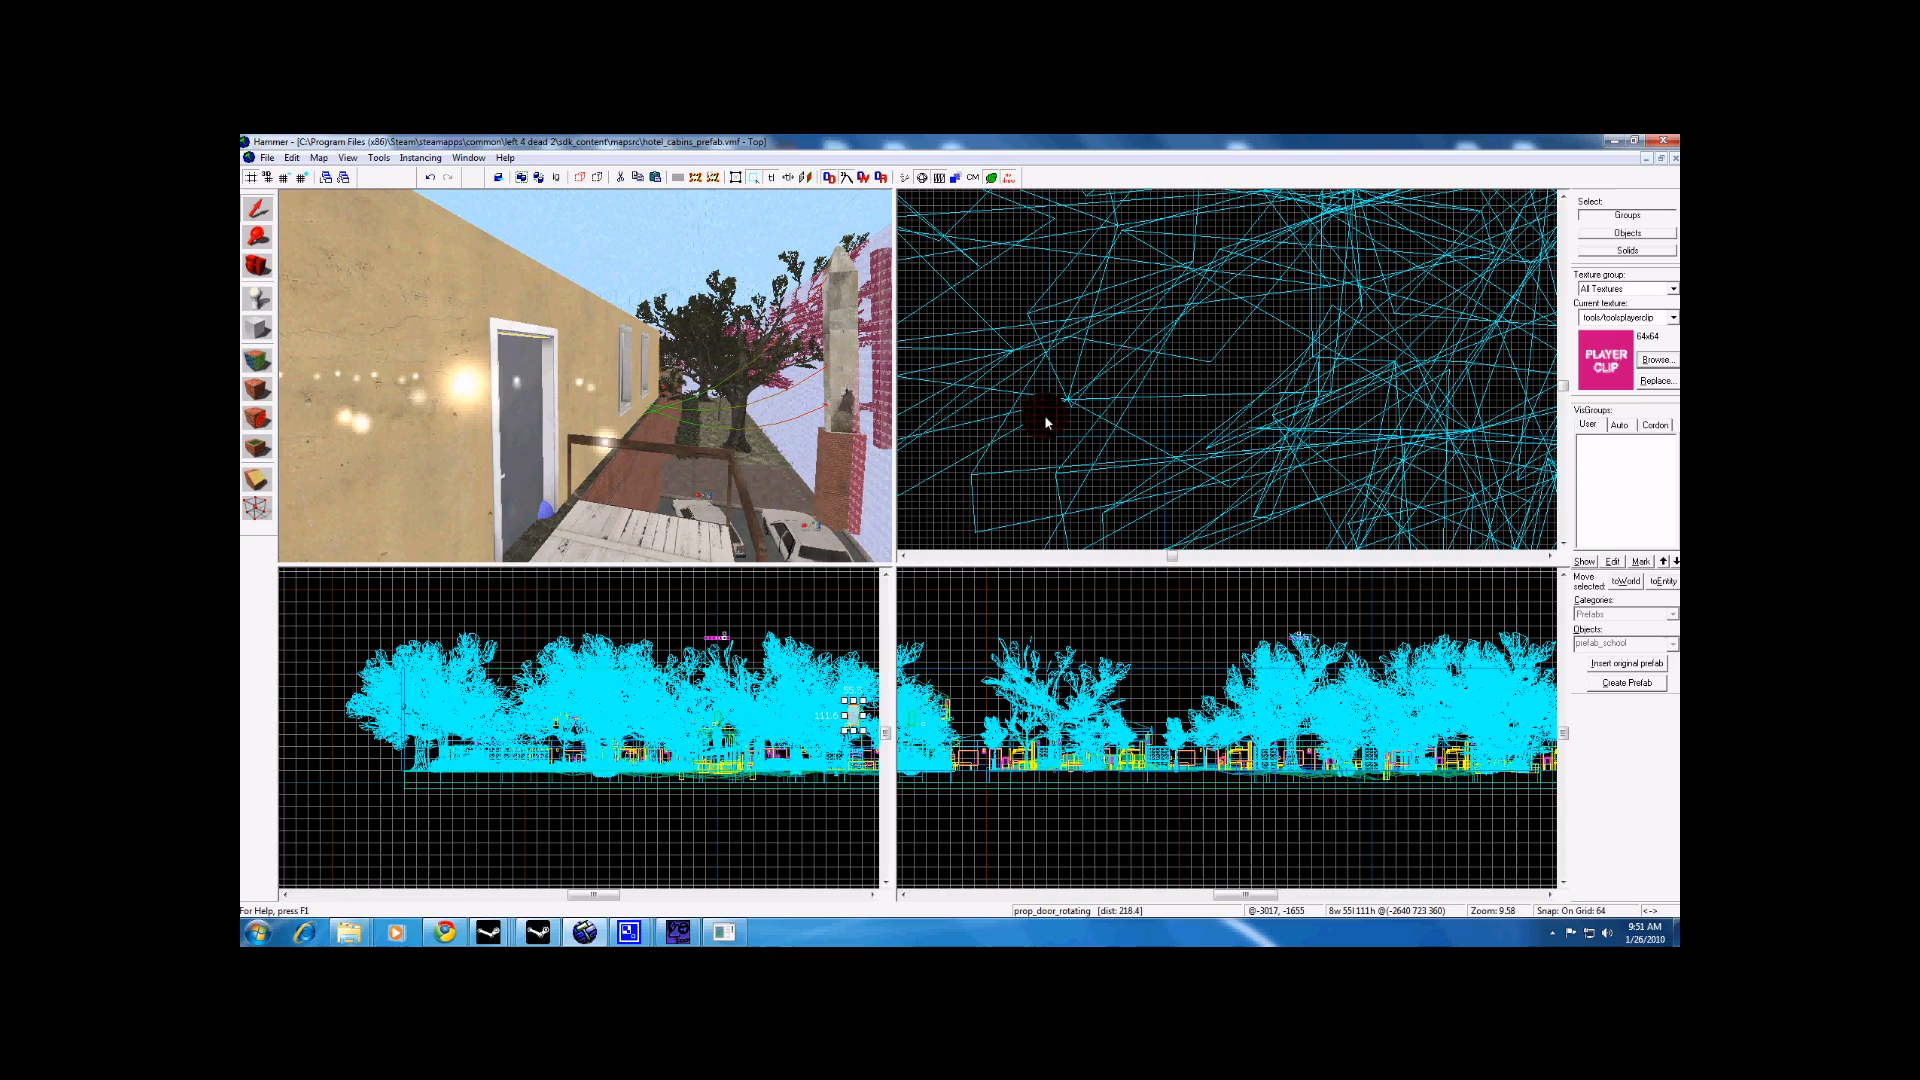 Hammer - [C:\Program Files (x86)\Steam\steamapps\common\left 4 dead 2\sdk_content\mapsrc\hotel_cabins_prefab.vmf - Top]
File Edit Map View Tools Instancing Window Help
CM
Select:
Groups
Objects
Solids
Texture group:
All Textures
Current texture:
tools/toolsplayerclip
64x64
PLAYER CLIP
Browse...
Replace...
VisGroups:
User Auto Cordon
Show Edit Mark
Move selected: toWorld toEntity
Categories:
Prefabs
Objects:
prefab_school
Insert original prefab
Create Prefab
111.6
For Help, press F1
prop_door_rotating [dist: 218.4]
@-3017, -1655
8w 55l 111h @(-2640 723 360)
Zoom: 9.58
Snap: On Grid: 64
<->
9:51 AM
1/26/2010